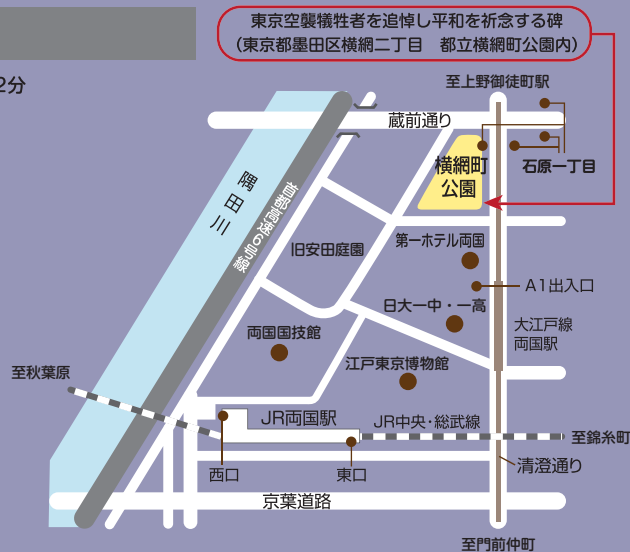 東京空襲犠牲者を追悼し平和を祈念する碑
(東京都墨田区横網二丁目　都立横網町公園内)
2分
至上野御徒町駅
蔵前通り
横網町
公園
石原一丁目
隅田川
首都高速6号線
旧安田庭園
第一ホテル両国
A1出入口
日大一中・一高
大江戸線
両国駅
両国国技館
江戸東京博物館
至秋葉原
JR両国駅
JR中央・総武線
至錦糸町
西口
東口
清澄通り
京葉道路
至門前仲町